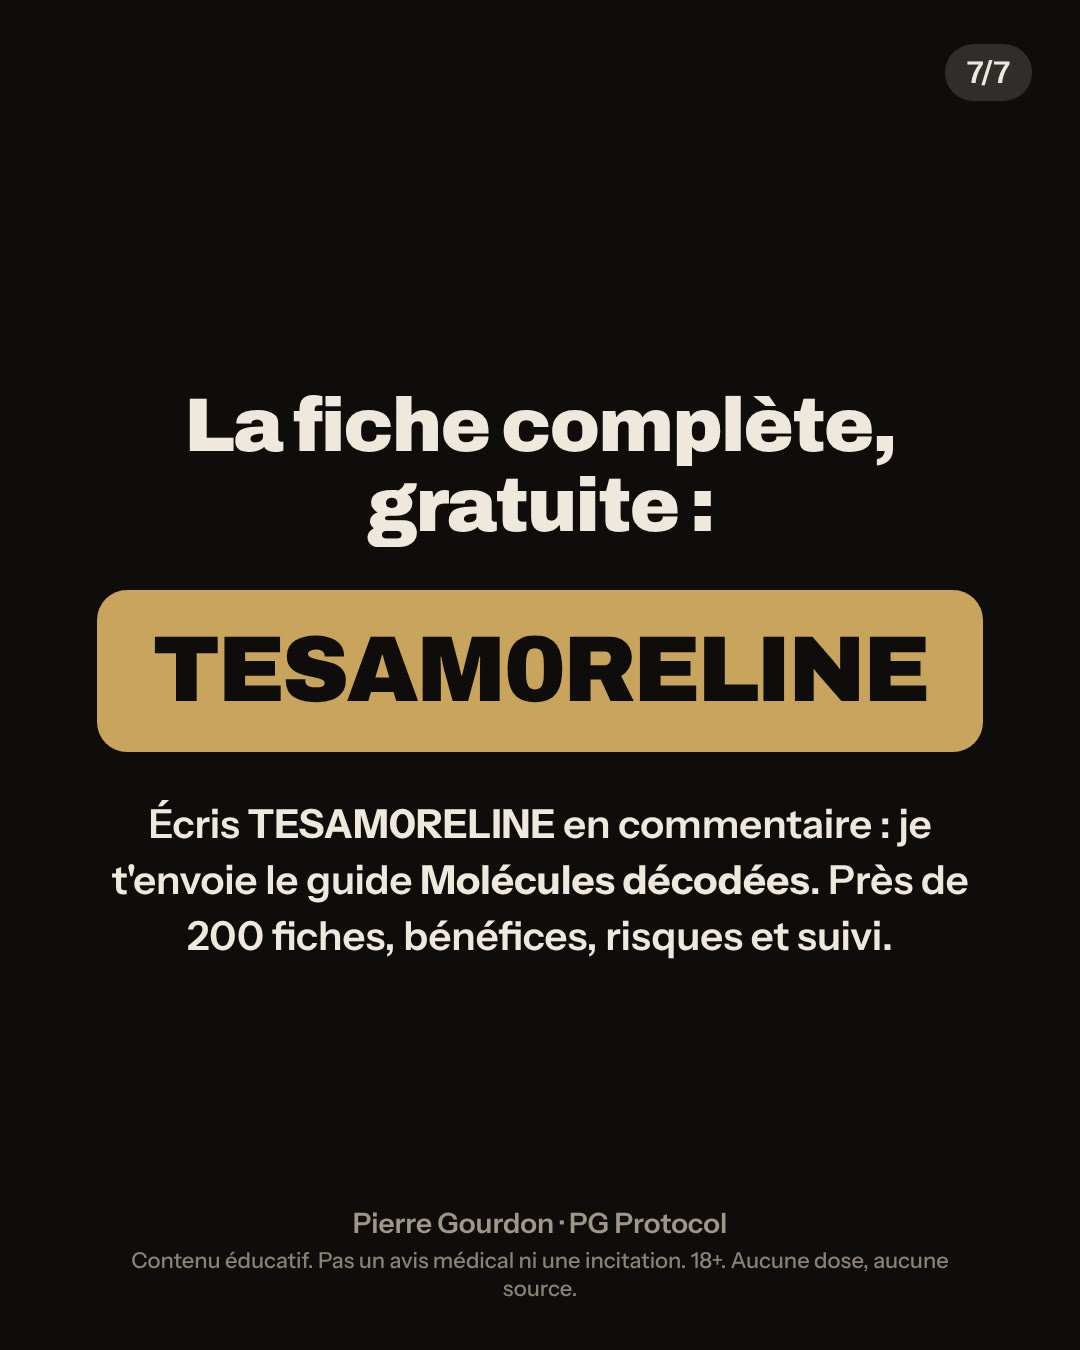 7/7
La fiche complète,
gratuite :
TESAM0RELINE
Écris TESAM0RELINE en commentaire : je
t'envoie le guide Molécules décodées. Près de
200 fiches, bénéfices, risques et suivi.
Pierre Gourdon · PG Protocol
Contenu éducatif. Pas un avis médical ni une incitation. 18+. Aucune dose, aucune
source.